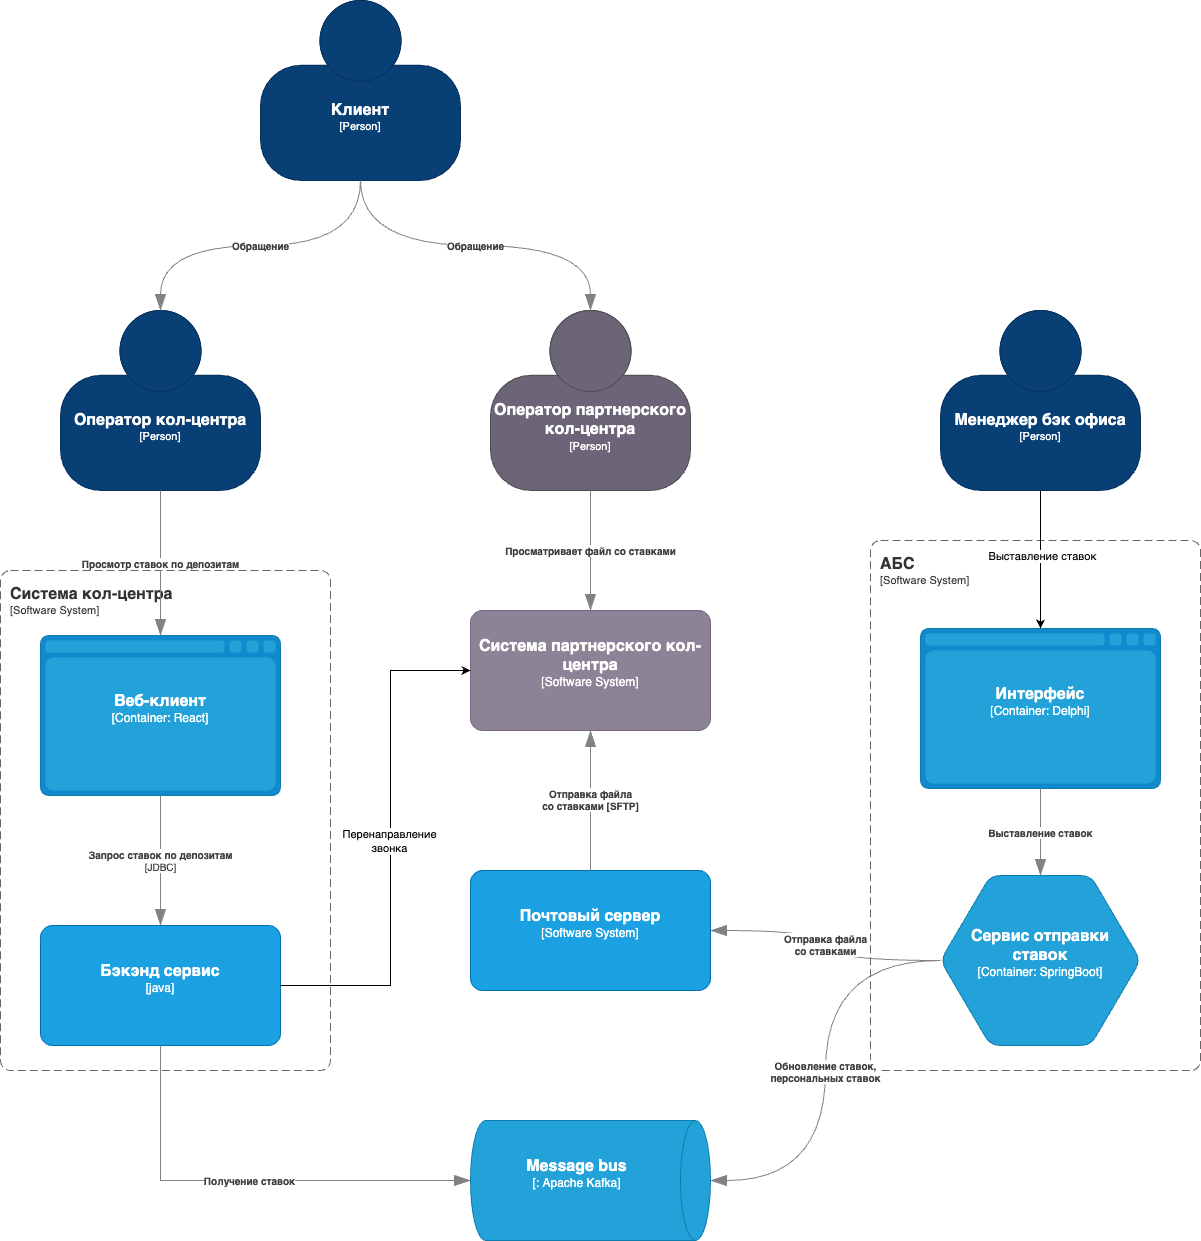 Клиент
[Person]
Обращение
Обращение
Оператор кол-центра
[Person]
Оператор партнерского
кол-центра
[Person]
Менеджер бэк офиса
[Person]
Просмотр ставок по депозитам
Просматривает файл со ставками
Выставление ставок
Система кол-центра
[Software System]
АБС
[Software System]
Веб-клиент
[Container: React]
Система партнерского кол-
центра
[Software System]
Интерфейс
[Container: Delphi]
Отправка файла
со ставками [SFTP]
Перенаправление
звонка
Выставление ставок
Запрос ставок по депозитам
[JDBC]
Почтовый сервер
[Software System]
Отправка файла
со ставками
Сервис отправки
ставок
[Container: SpringBoot]
Бэкэнд сервис
[java]
Обновление ставок,
персональных ставок
Message bus
[: Apache Kafka]
Получение ставок